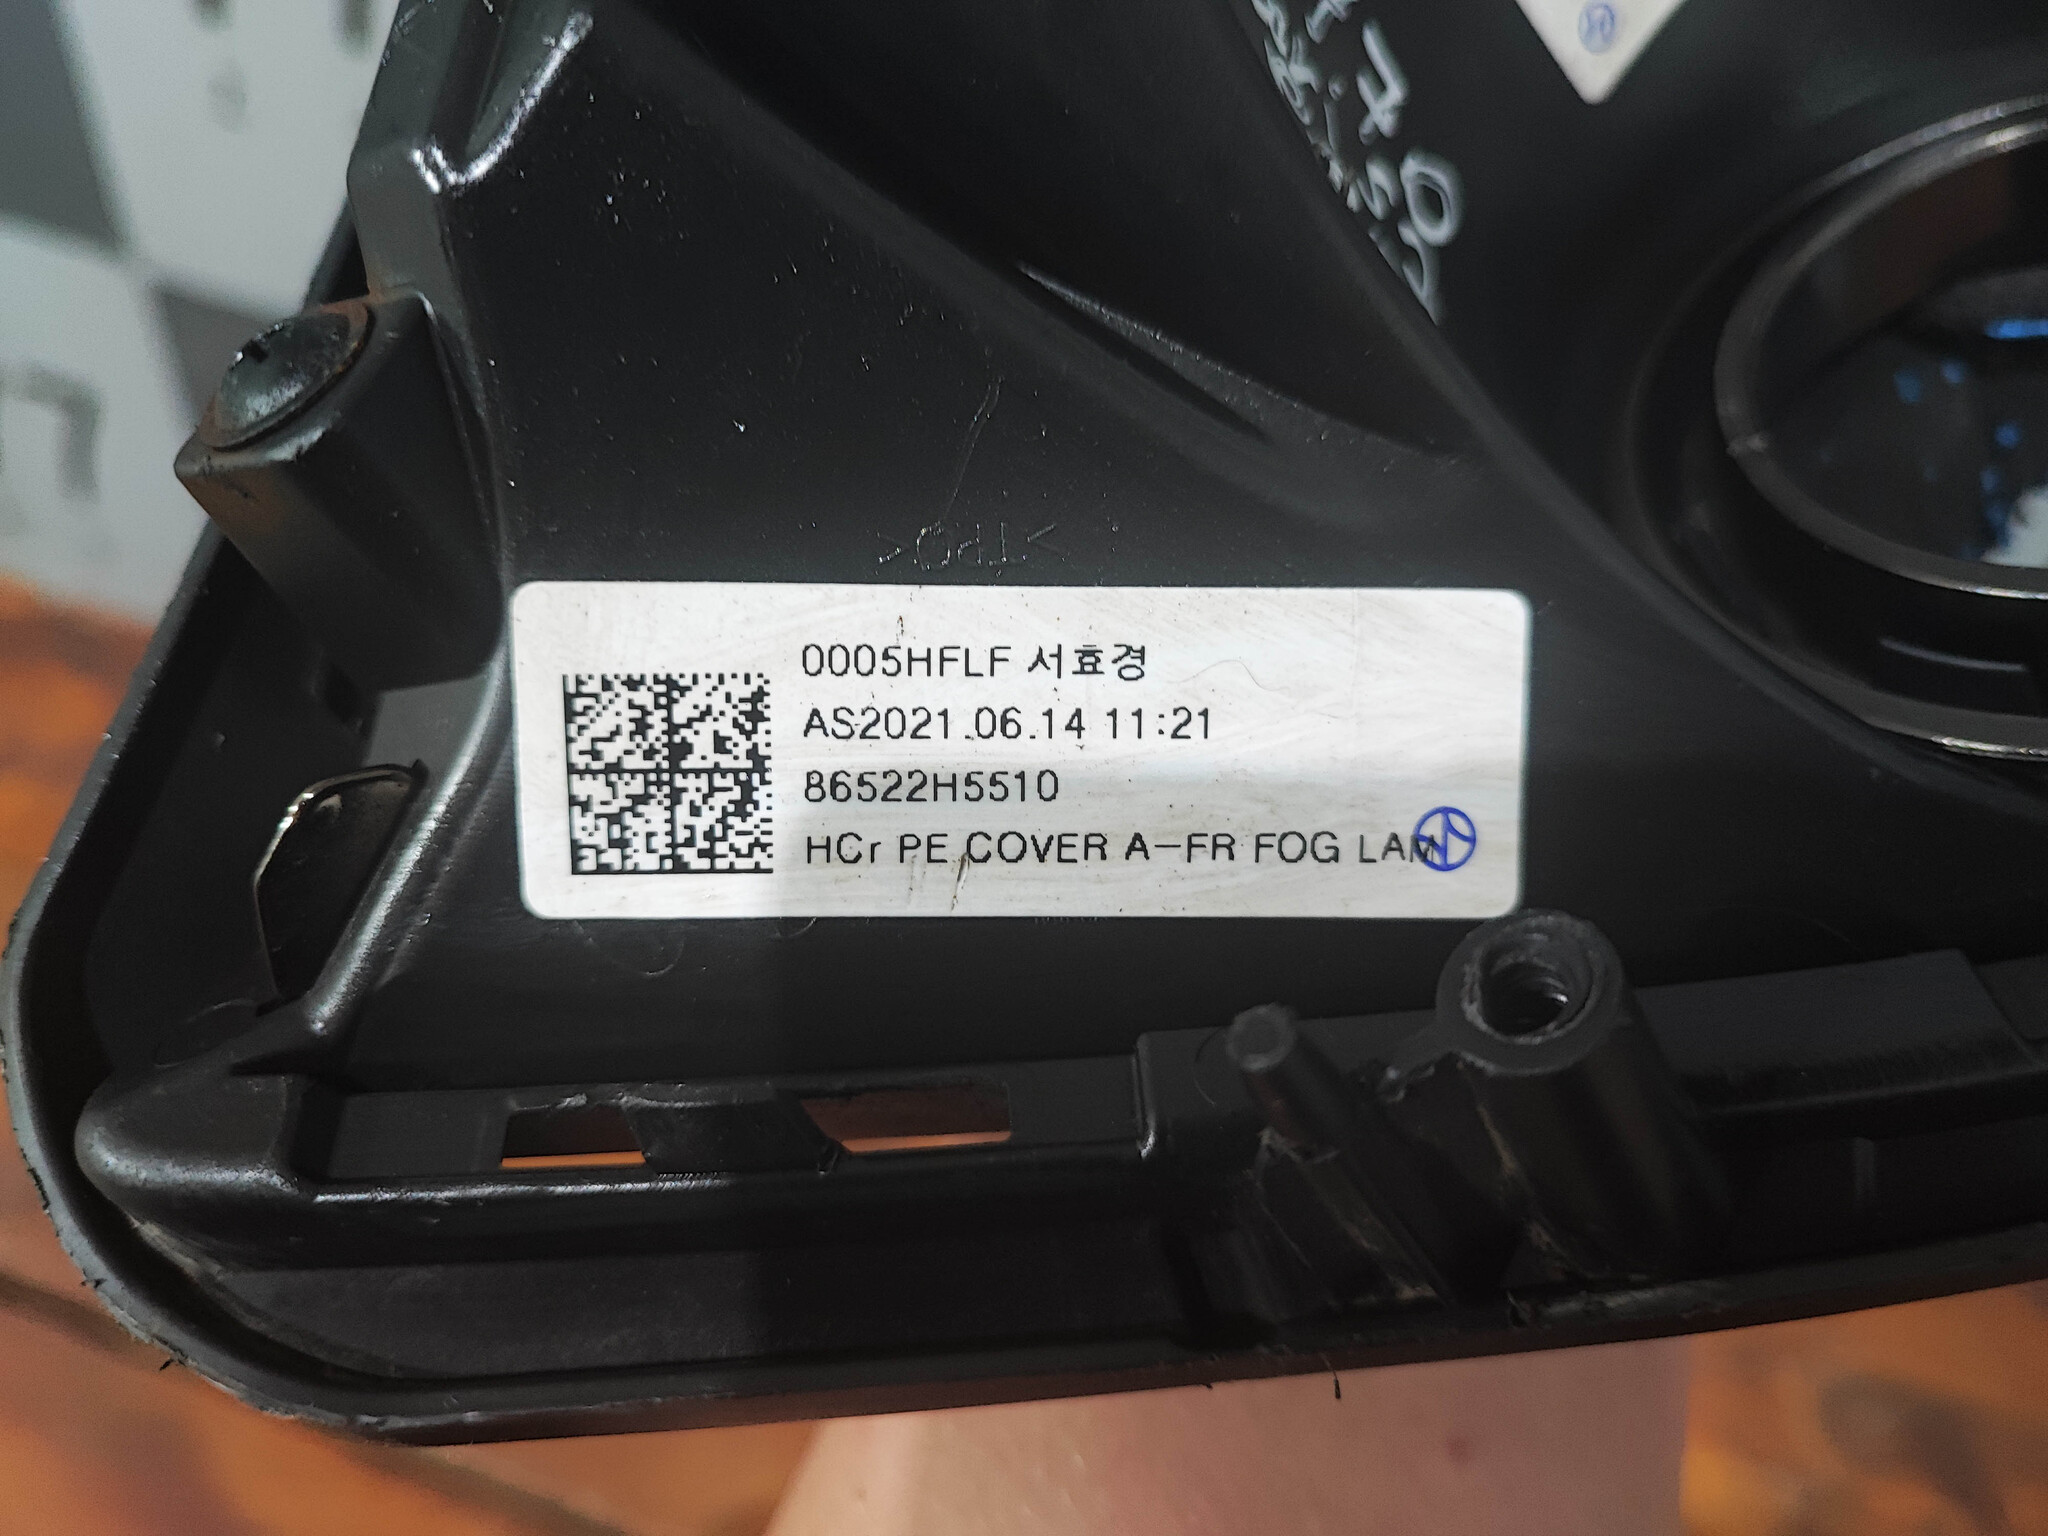 0005HFLF 서효경
AS2021.06.14 11:21
86522H5510
HCr PE COVER A-FR FOG LAM